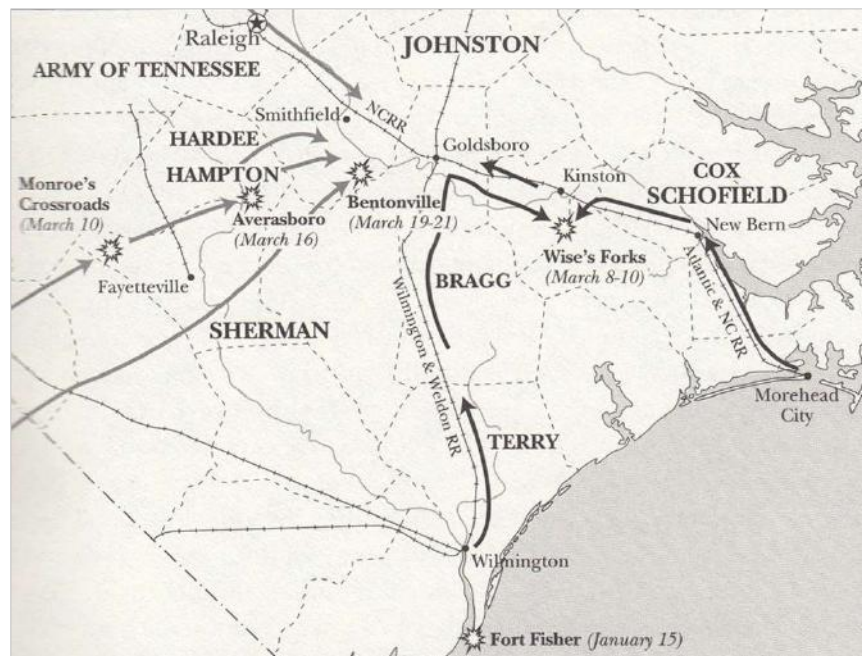 Raleigh
JOHNSTON
ARMY OF TENNESSEE
Smithfield
NCRR
HARDEE
Goldsboro
HAMPTON
Kinston
COX
SCHOFIELD
Monroe's
Crossroads
(March 10)
Averasboro
(March 16)
Bentonville
(March 19-21)
New Bern
Wise's Forks
(March 8-10)
Fayetteville
BRAGG
Atlantic & NC RR
SHERMAN
Wilmington & Weldon RR
Morehead
City
TERRY
Wilmington
Fort Fisher (January 15)